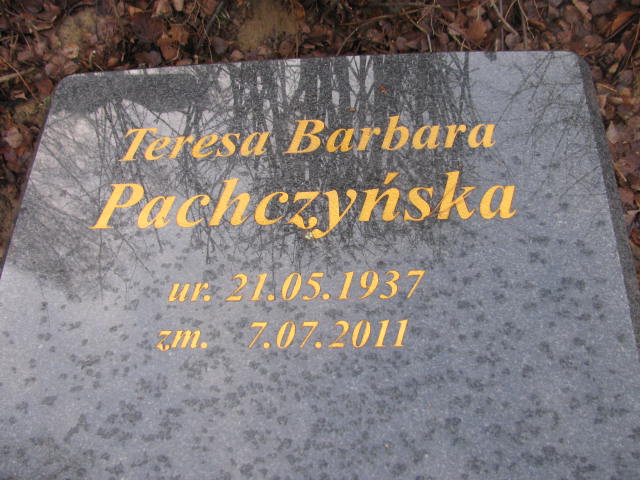 Teresa Barbara
Pachczyńska
ur. 21.05.1937
zm. 7.07.2011